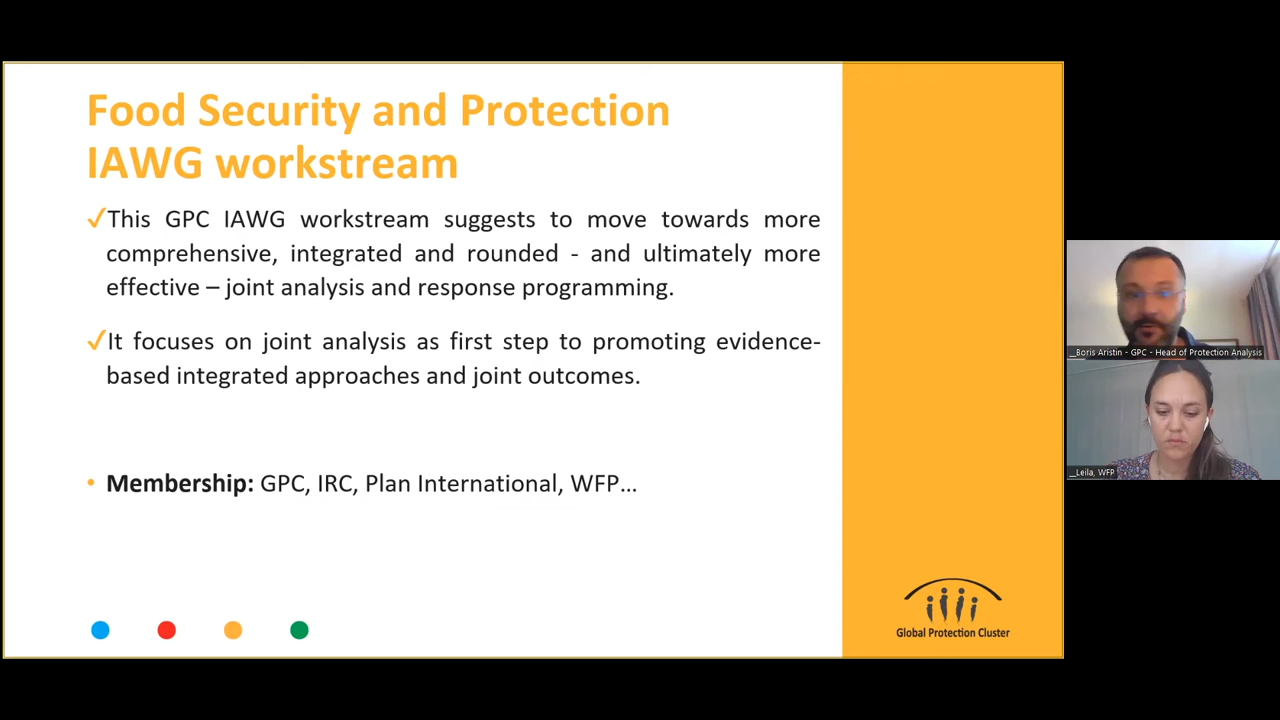 Food Security and Protection
IAWG workstream
✓This GPC IAWG workstream suggests to move towards more
comprehensive, integrated and rounded - and ultimately more
effective – joint analysis and response programming.
✓It focuses on joint analysis as first step to promoting evidence-
based integrated approaches and joint outcomes.
• Membership: GPC, IRC, Plan International, WFP…
Global Protection Cluster
__Boris Aristin - GPC - Head of Protection Analysis
__Leila, WFP